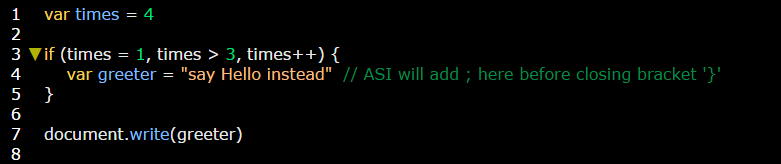 1 var times = 4
2
3 if (times = 1, times > 3, times++) {
4 var greeter = "say Hello instead" // ASI will add ; here before closing bracket '}'
5 }
6
7 document.write(greeter)
8